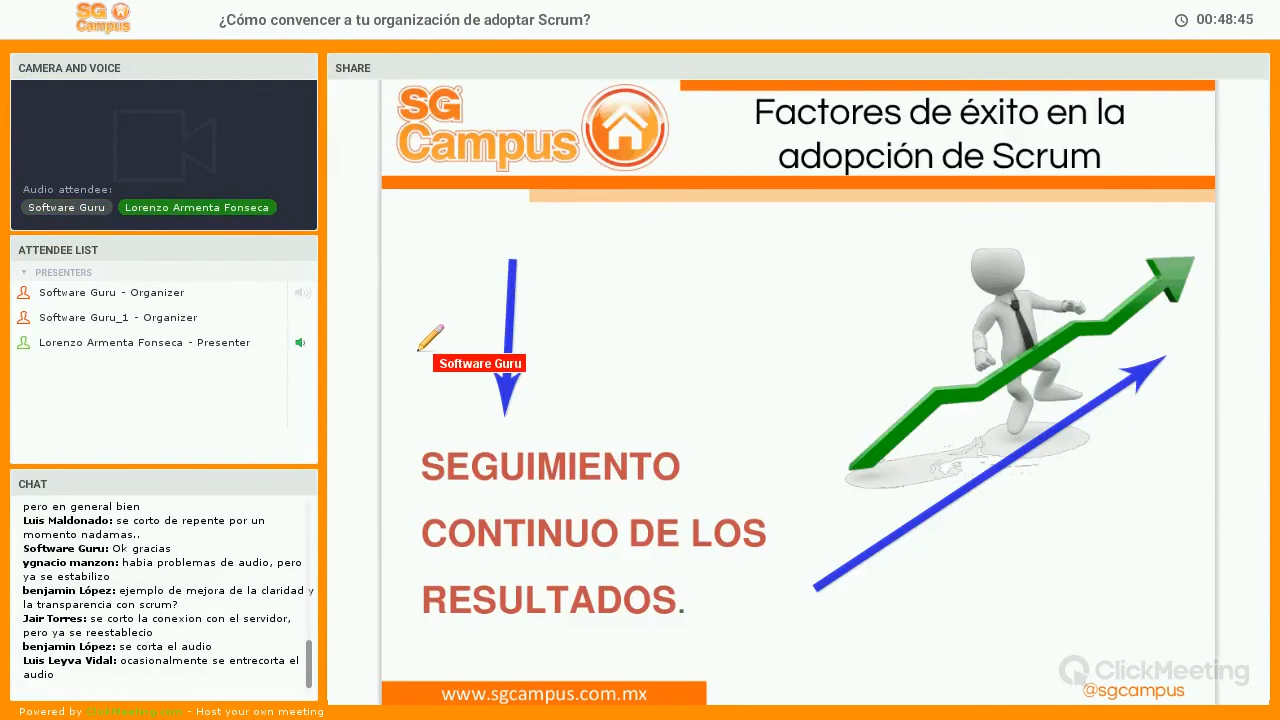 SG Campus
¿Cómo convencer a tu organización de adoptar Scrum?
00:48:45
CAMERA AND VOICE
Audio attendee:
Software Guru
Lorenzo Armenta Fonseca
ATTENDEE LIST
PRESENTERS
Software Guru - Organizer
Software Guru_1 - Organizer
Lorenzo Armenta Fonseca - Presenter
CHAT
pero en general bien
Luis Maldonado: se corto de repente por un
momento nadamas..
Software Guru: Ok gracias
ygnacio manzon: habia problemas de audio, pero
ya se estabilizo
benjamin López: ejemplo de mejora de la claridad y
la transparencia con scrum?
Jair Torres: se corto la conexion con el servidor,
pero ya se reestablecio
benjamin López: se corta el audio
Luis Leyva Vidal: ocasionalmente se entrecorta el
audio
Powered by ClickMeeting.com - Host your own meeting
SHARE
SG
Campus
Factores de éxito en la
adopción de Scrum
Software Guru
SEGUIMIENTO
CONTINUO DE LOS
RESULTADOS.
www.sgcampus.com.mx
ClickMeeting
@sgcampus